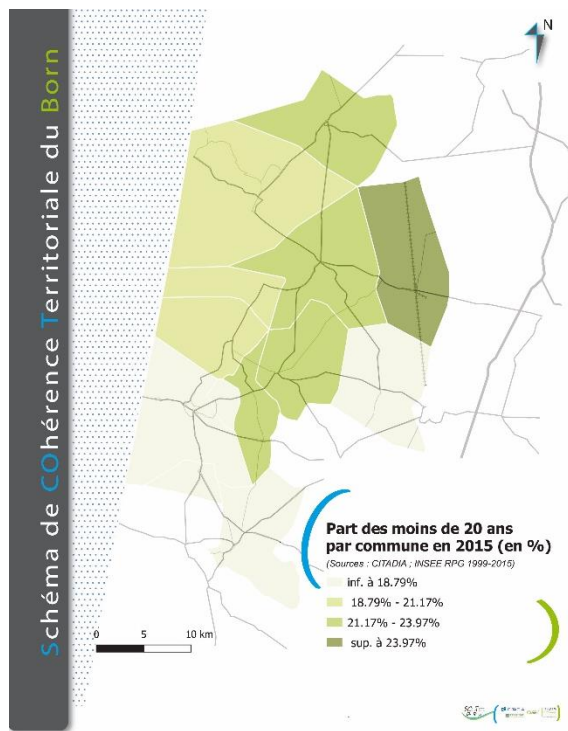 Schéma de COhérence Territoriale du Born
N
Part des moins de 20 ans
par commune en 2015 (en %)
(Sources : CITADIA ; INSEE RPG 1999-2015)
inf. à 18.79%
18.79% - 21.17%
21.17% - 23.97%
sup. à 23.97%
0 5 10 km